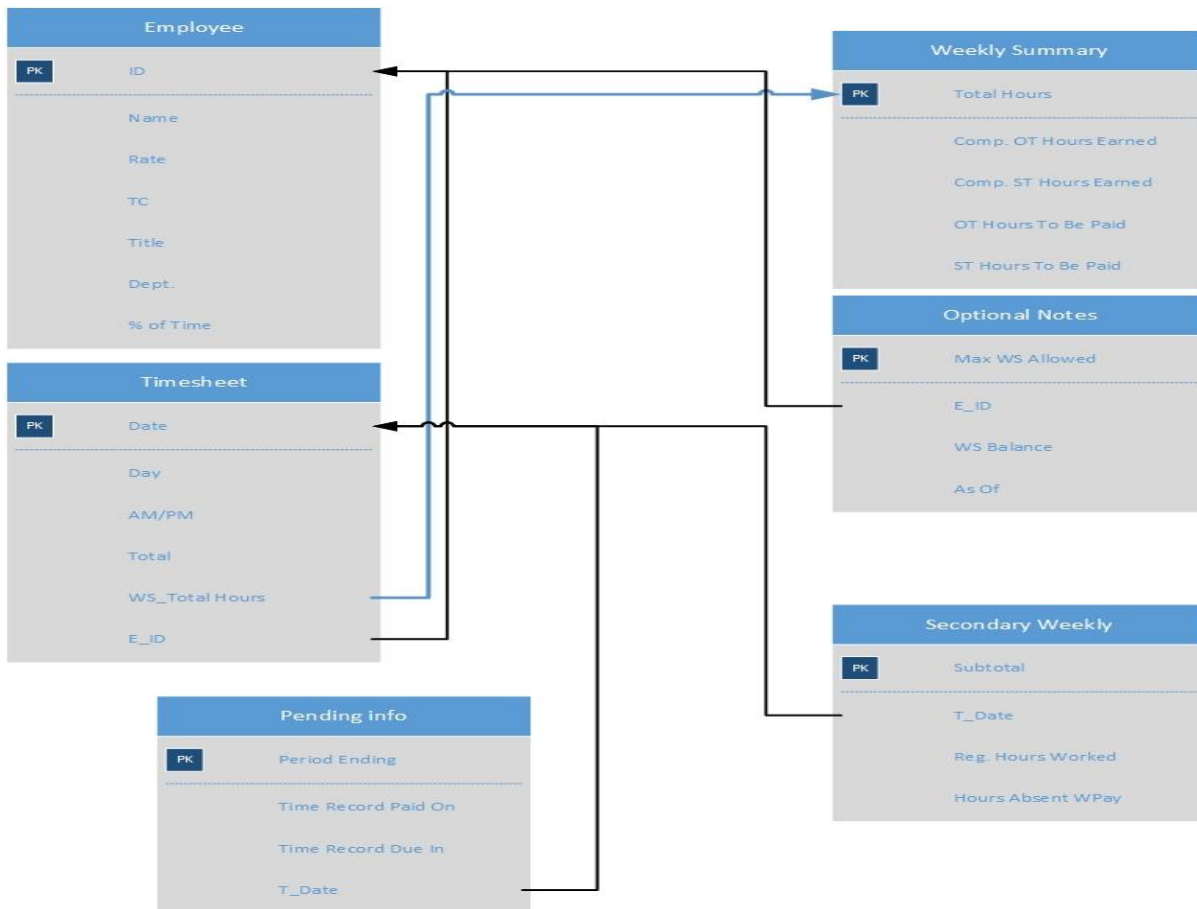 Employee
PK ID
Name
Rate
TC
Title
Dept.
% of Time
Timesheet
PK Date
Day
AM/PM
Total
WS_Total Hours
E_ID
Pending info
PK Period Ending
Time Record Paid On
Time Record Due In
T_Date
Weekly Summary
PK Total Hours
Comp. OT Hours Earned
Comp. ST Hours Earned
OT Hours To Be Paid
ST Hours To Be Paid
Optional Notes
PK Max WS Allowed
E_ID
WS Balance
As Of
Secondary Weekly
PK Subtotal
T_Date
Reg. Hours Worked
Hours Absent WPay